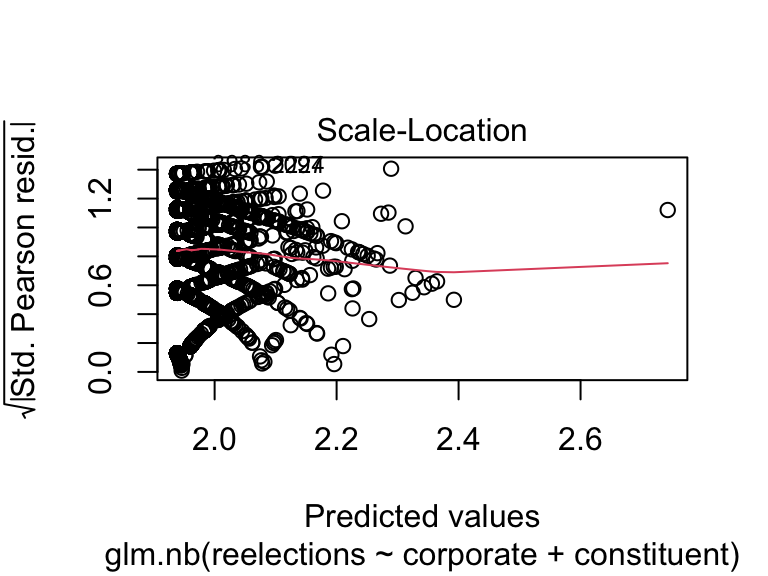 Scale-Location
√|Std. Pearson resid.|
1.2
0.6
0.0
2.0 2.2 2.4 2.6
Predicted values
glm.nb(reelections ~ corporate + constituent)